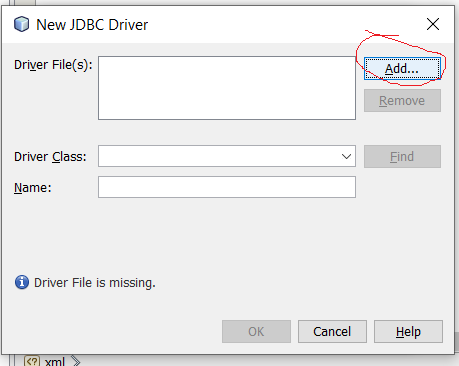 New JDBC Driver
Driver File(s):
Add...
Remove
Driver Class:
Find
Name:
Driver File is missing.
OK Cancel Help
<?> xml